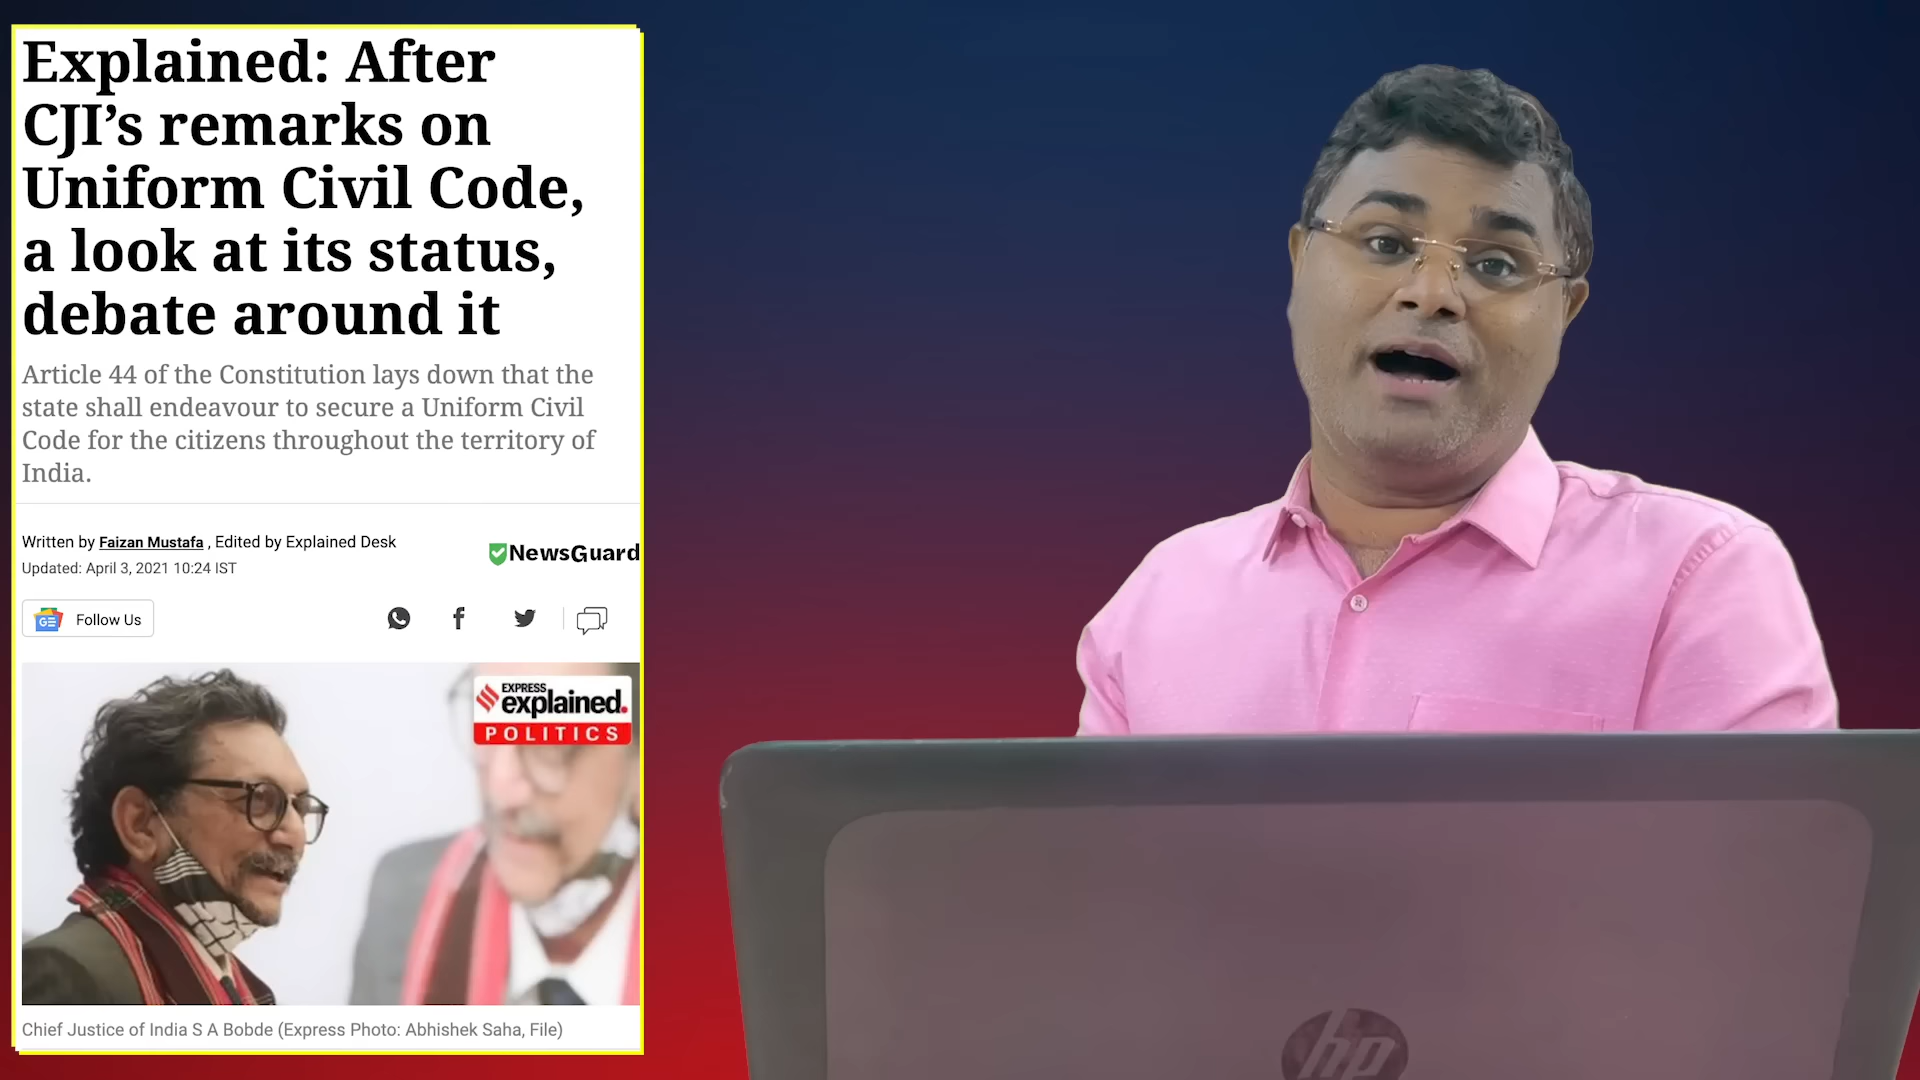 Explained: After
CJI’s remarks on
Uniform Civil Code,
a look at its status,
debate around it
Article 44 of the Constitution lays down that the
state shall endeavour to secure a Uniform Civil
Code for the citizens throughout the territory of
India.
Written by Faizan Mustafa , Edited by Explained Desk
Updated: April 3, 2021 10:24 IST
NewsGuard
GE Follow Us
EXPRESS
explained.
POLITICS
Chief Justice of India S A Bobde (Express Photo: Abhishek Saha, File)
hp